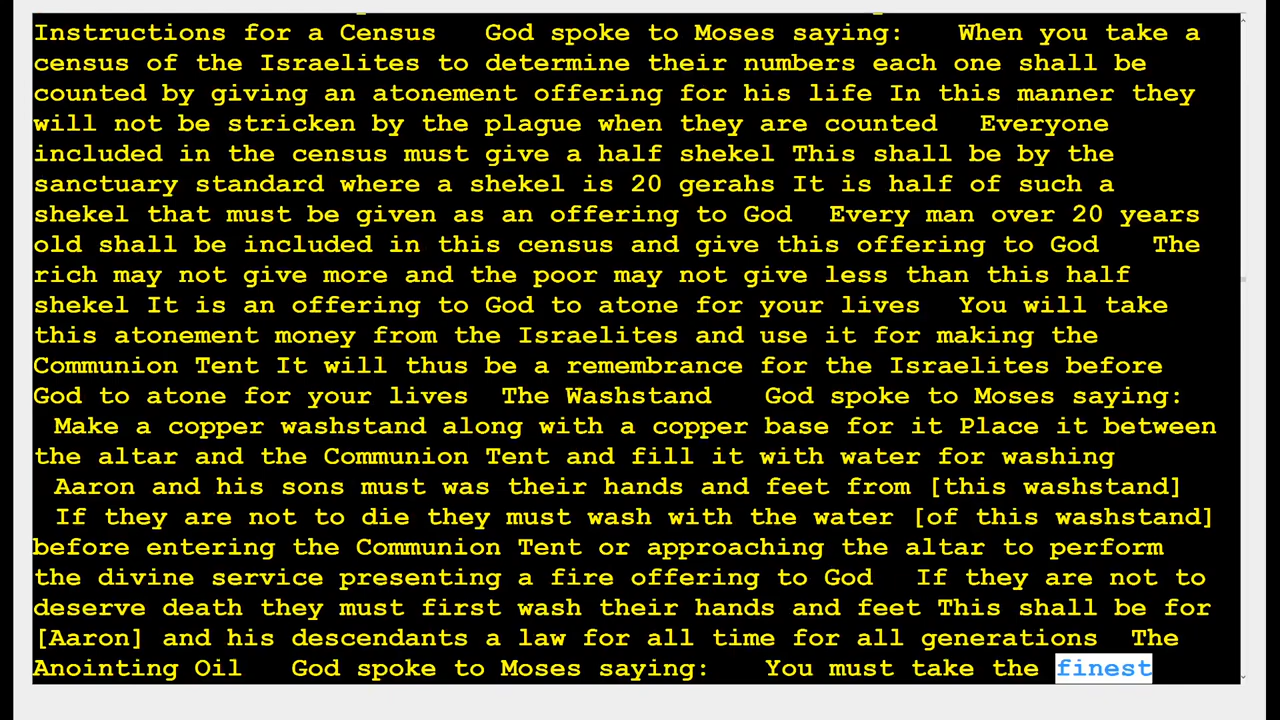 Instructions for a Census God spoke to Moses saying: When you take a
census of the Israelites to determine their numbers each one shall be
counted by giving an atonement offering for his life In this manner they
will not be stricken by the plague when they are counted Everyone
included in the census must give a half shekel This shall be by the
sanctuary standard where a shekel is 20 gerahs It is half of such a
shekel that must be given as an offering to God Every man over 20 years
old shall be included in this census and give this offering to God The
rich may not give more and the poor may not give less than this half
shekel It is an offering to God to atone for your lives You will take
this atonement money from the Israelites and use it for making the
Communion Tent It will thus be a remembrance for the Israelites before
God to atone for your lives The Washstand God spoke to Moses saying:
Make a copper washstand along with a copper base for it Place it between
the altar and the Communion Tent and fill it with water for washing
Aaron and his sons must was their hands and feet from [this washstand]
If they are not to die they must wash with the water [of this washstand]
before entering the Communion Tent or approaching the altar to perform
the divine service presenting a fire offering to God If they are not to
deserve death they must first wash their hands and feet This shall be for
[Aaron] and his descendants a law for all time for all generations The
Anointing Oil God spoke to Moses saying: You must take the finest